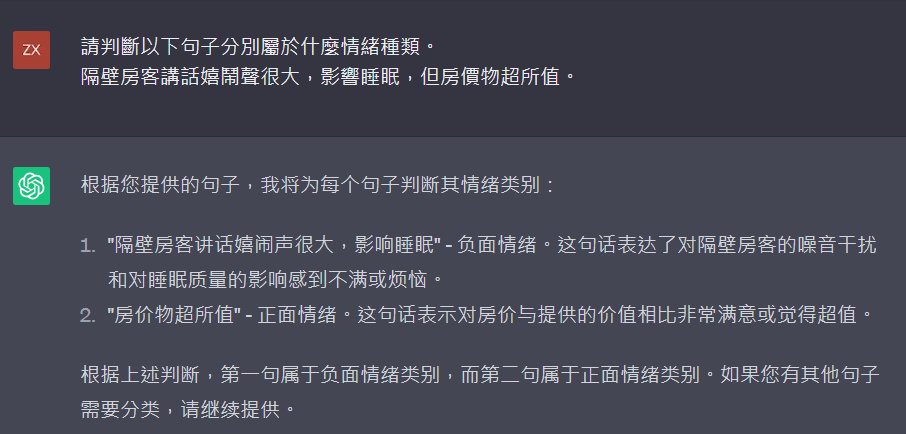 ZX
請判斷以下句子分別屬於什麼情緒種類。
隔壁房客講話嬉鬧聲很大，影響睡眠，但房價物超所值。
根据您提供的句子，我将为每个句子判断其情绪类别：
1. "隔壁房客讲话嬉闹声很大，影响睡眠" - 负面情绪。这句话表达了对隔壁房客的噪音干扰
和对睡眠质量的影响感到不满或烦恼。
2. "房价物超所值" - 正面情绪。这句话表示对房价与提供的价值相比非常满意或觉得超值。
根据上述判断，第一句属于负面情绪类别，而第二句属于正面情绪类别。如果您有其他句子
需要分类，请继续提供。